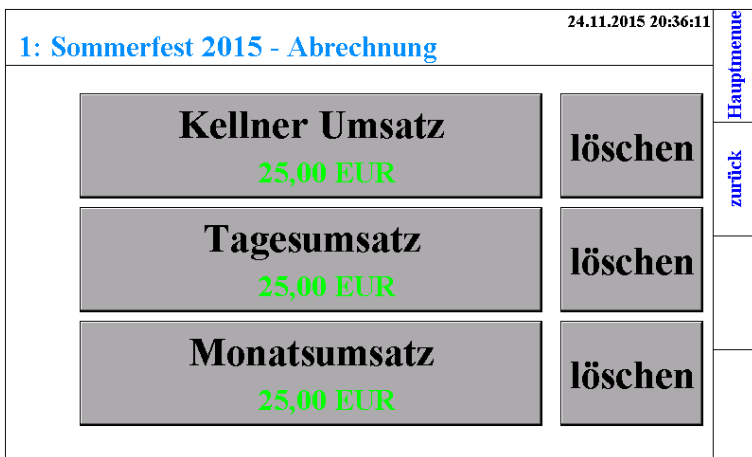 24.11.2015 20:36:11
1: Sommerfest 2015 - Abrechnung
Hauptmenue
zurück
Kellner Umsatz
25,00 EUR
löschen
Tagesumsatz
25,00 EUR
löschen
Monatsumsatz
25,00 EUR
löschen